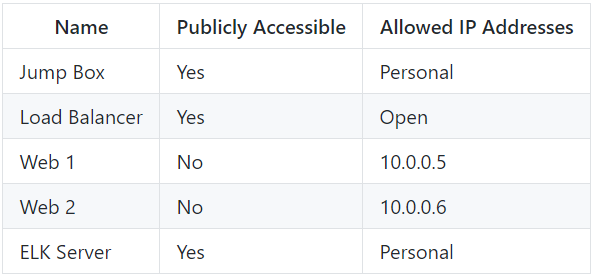 Name Publicly Accessible Allowed IP Addresses
Jump Box Yes Personal
Load Balancer Yes Open
Web 1 No 10.0.0.5
Web 2 No 10.0.0.6
ELK Server Yes Personal